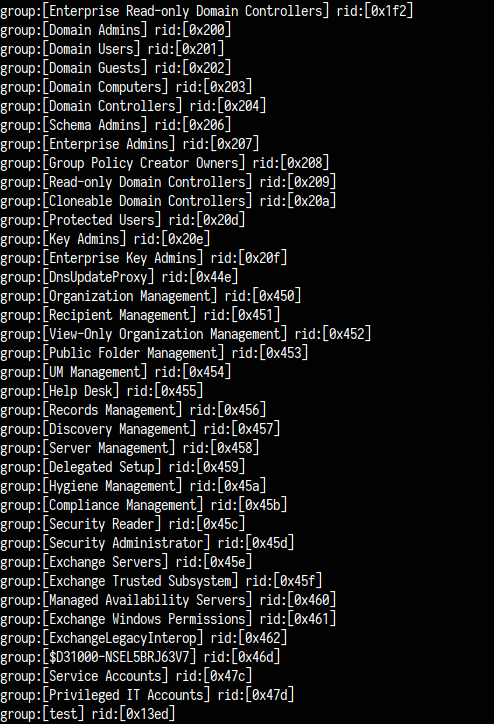 group:[Enterprise Read-only Domain Controllers] rid:[0x1f2]
group:[Domain Admins] rid:[0x200]
group:[Domain Users] rid:[0x201]
group:[Domain Guests] rid:[0x202]
group:[Domain Computers] rid:[0x203]
group:[Domain Controllers] rid:[0x204]
group:[Schema Admins] rid:[0x206]
group:[Enterprise Admins] rid:[0x207]
group:[Group Policy Creator Owners] rid:[0x208]
group:[Read-only Domain Controllers] rid:[0x209]
group:[Cloneable Domain Controllers] rid:[0x20a]
group:[Protected Users] rid:[0x20d]
group:[Key Admins] rid:[0x20e]
group:[Enterprise Key Admins] rid:[0x20f]
group:[DnsUpdateProxy] rid:[0x44e]
group:[Organization Management] rid:[0x450]
group:[Recipient Management] rid:[0x451]
group:[View-Only Organization Management] rid:[0x452]
group:[Public Folder Management] rid:[0x453]
group:[UM Management] rid:[0x454]
group:[Help Desk] rid:[0x455]
group:[Records Management] rid:[0x456]
group:[Discovery Management] rid:[0x457]
group:[Server Management] rid:[0x458]
group:[Delegated Setup] rid:[0x459]
group:[Hygiene Management] rid:[0x45a]
group:[Compliance Management] rid:[0x45b]
group:[Security Reader] rid:[0x45c]
group:[Security Administrator] rid:[0x45d]
group:[Exchange Servers] rid:[0x45e]
group:[Exchange Trusted Subsystem] rid:[0x45f]
group:[Managed Availability Servers] rid:[0x460]
group:[Exchange Windows Permissions] rid:[0x461]
group:[ExchangeLegacyInterop] rid:[0x462]
group:[$D31000-NSEL5BRJ63V7] rid:[0x46d]
group:[Service Accounts] rid:[0x47c]
group:[Privileged IT Accounts] rid:[0x47d]
group:[test] rid:[0x13ed]